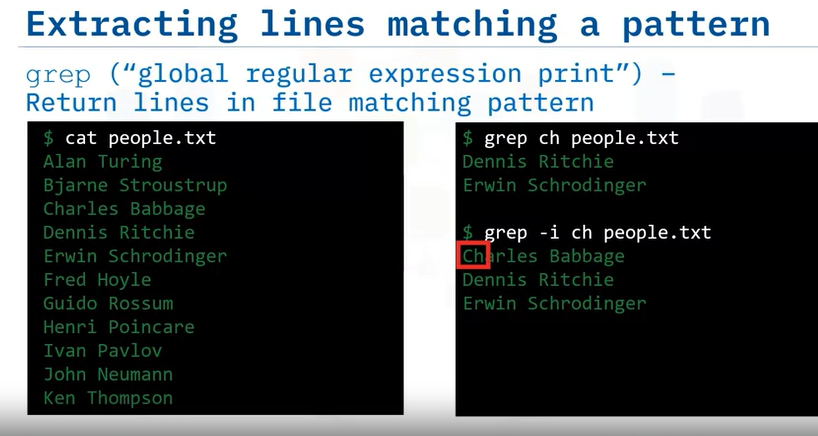 Extracting lines matching a pattern
grep (“global regular expression print”) –
Return lines in file matching pattern
$ cat people.txt
Alan Turing
Bjarne Stroustrup
Charles Babbage
Dennis Ritchie
Erwin Schrodinger
Fred Hoyle
Guido Rossum
Henri Poincare
Ivan Pavlov
John Neumann
Ken Thompson
$ grep ch people.txt
Dennis Ritchie
Erwin Schrodinger
$ grep -i ch people.txt
Charles Babbage
Dennis Ritchie
Erwin Schrodinger